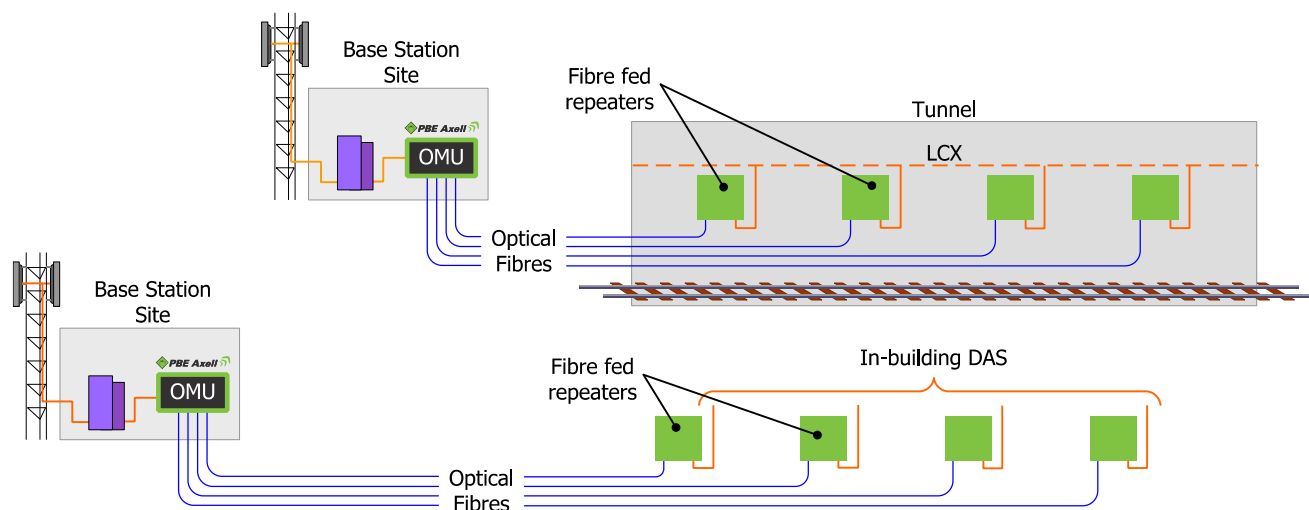 Base Station
Site
PBE Axell
OMU
Fibre fed
repeaters
Tunnel
LCX
Optical
Fibres
Base Station
Site
PBE Axell
OMU
Fibre fed
repeaters
In-building DAS
Optical
Fibres